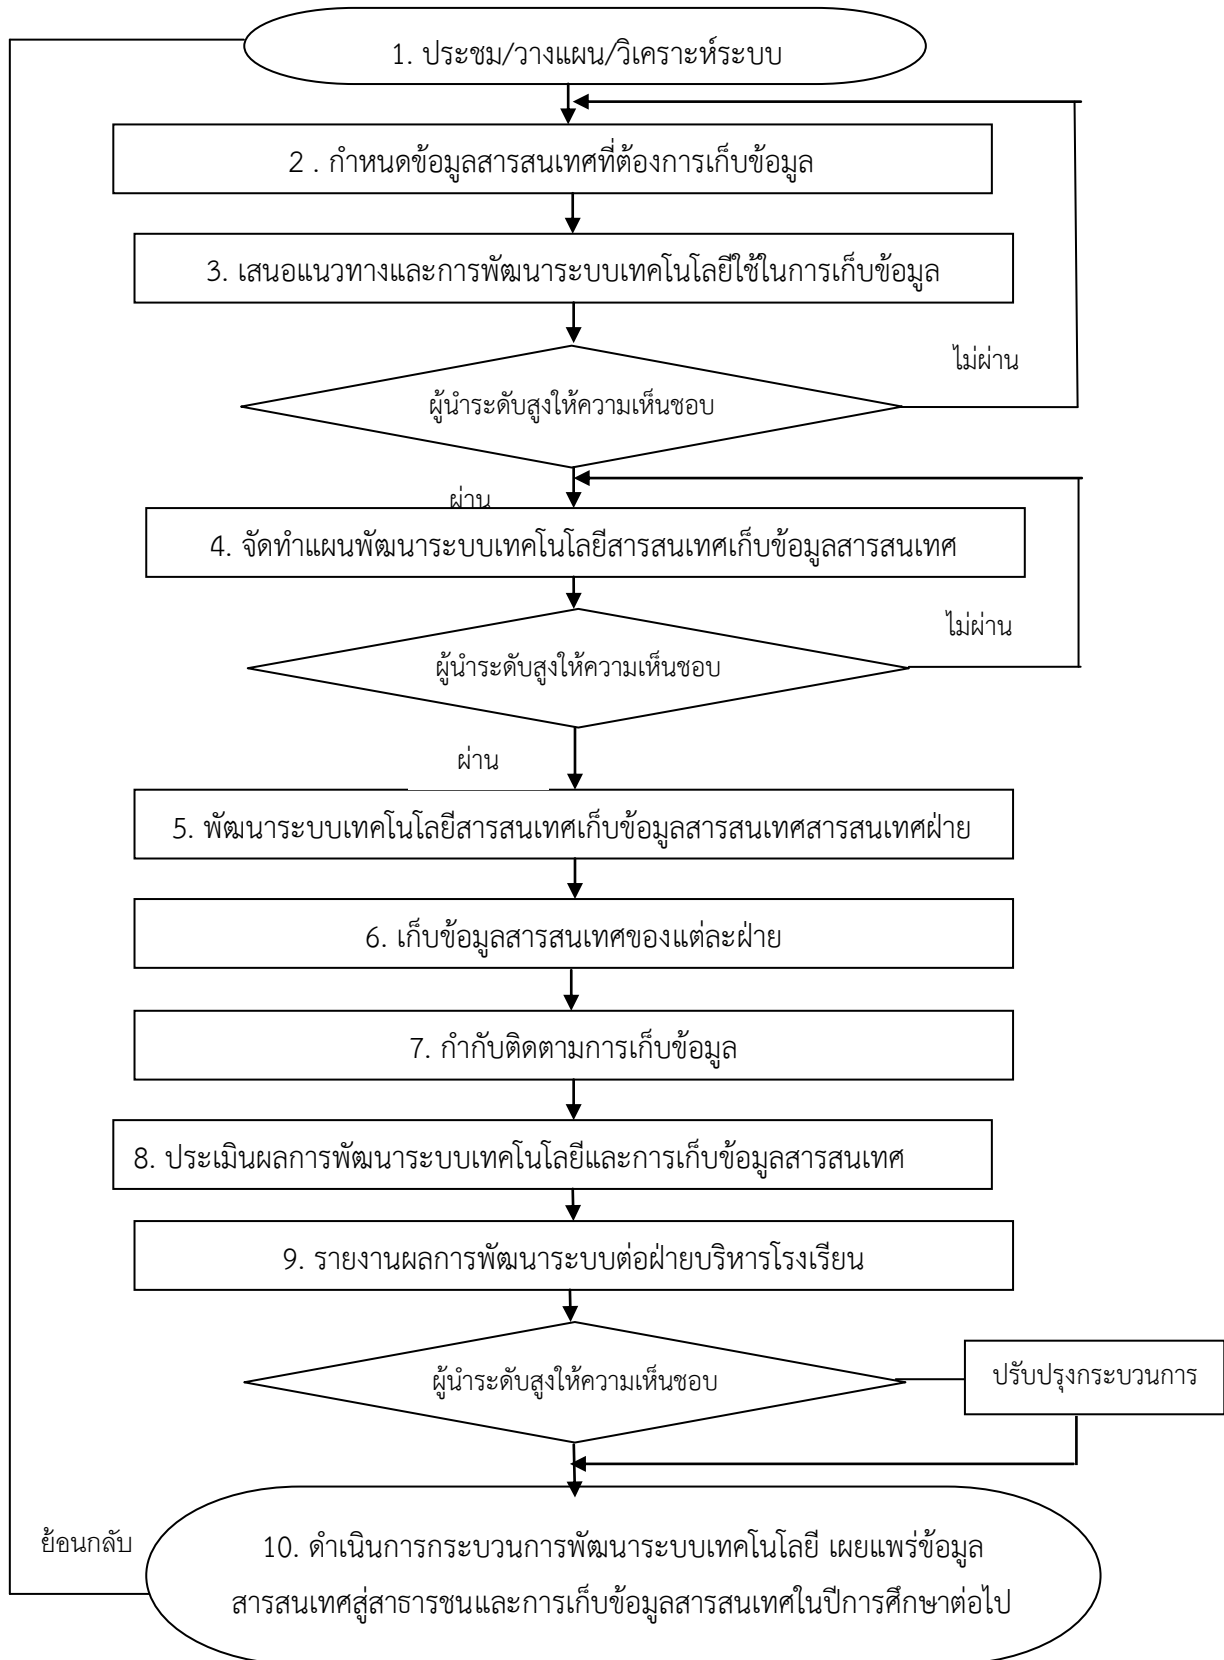 1. ประชม/วางแผน/วิเคราะห์ระบบ
2 . กำหนดข้อมูลสารสนเทศที่ต้องการเก็บข้อมูล
3. เสนอแนวทางและการพัฒนาระบบเทคโนโลยีใช้ในการเก็บข้อมูล
ไม่ผ่าน
ผู้นำระดับสูงให้ความเห็นชอบ
ผ่าน
4. จัดทำแผนพัฒนาระบบเทคโนโลยีสารสนเทศเก็บข้อมูลสารสนเทศ
ไม่ผ่าน
ผู้นำระดับสูงให้ความเห็นชอบ
ผ่าน
5. พัฒนาระบบเทคโนโลยีสารสนเทศเก็บข้อมูลสารสนเทศสารสนเทศฝ่าย
6. เก็บข้อมูลสารสนเทศของแต่ละฝ่าย
7. กำกับติดตามการเก็บข้อมูล
8. ประเมินผลการพัฒนาระบบเทคโนโลยีและการเก็บข้อมูลสารสนเทศ
9. รายงานผลการพัฒนาระบบต่อฝ่ายบริหารโรงเรียน
ผู้นำระดับสูงให้ความเห็นชอบ
ปรับปรุงกระบวนการ
ย้อนกลับ
10. ดำเนินการกระบวนการพัฒนาระบบเทคโนโลยี เผยแพร่ข้อมูล
สารสนเทศสู่สาธารชนและการเก็บข้อมูลสารสนเทศในปีการศึกษาต่อไป